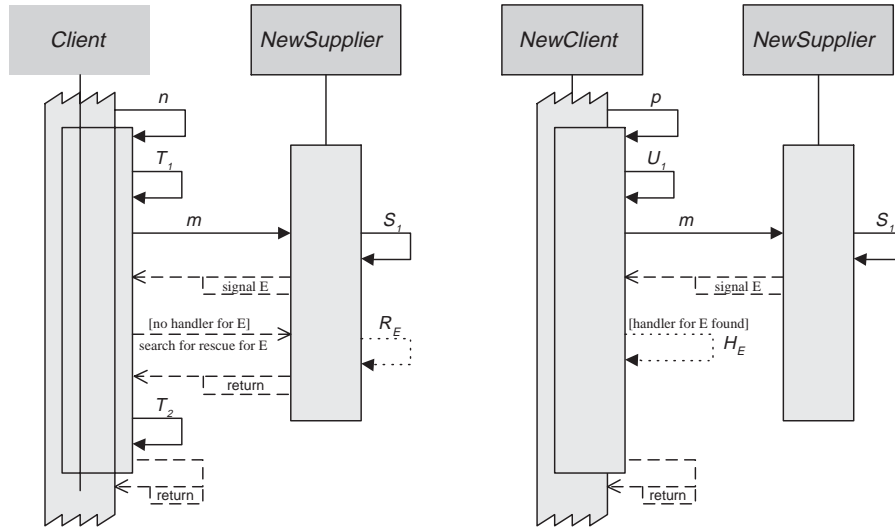 Client
NewSupplier
n
T1
m
S1
signal E
[no handler for E]
search for rescue for E
RE
return
T2
return
NewClient
NewSupplier
p
U1
m
S1
signal E
[handler for E found]
HE
return